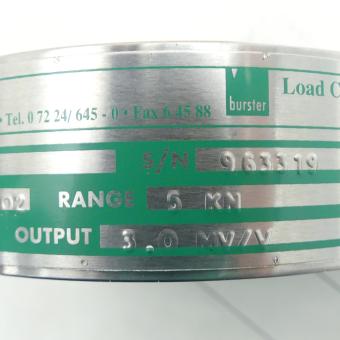 Load C
• Tel. 0 72 24/ 645 - 0 • Fax 6 45 88
burster
S/N 963319
02 RANGE 5 KN
OUTPUT 3.0 MV/V